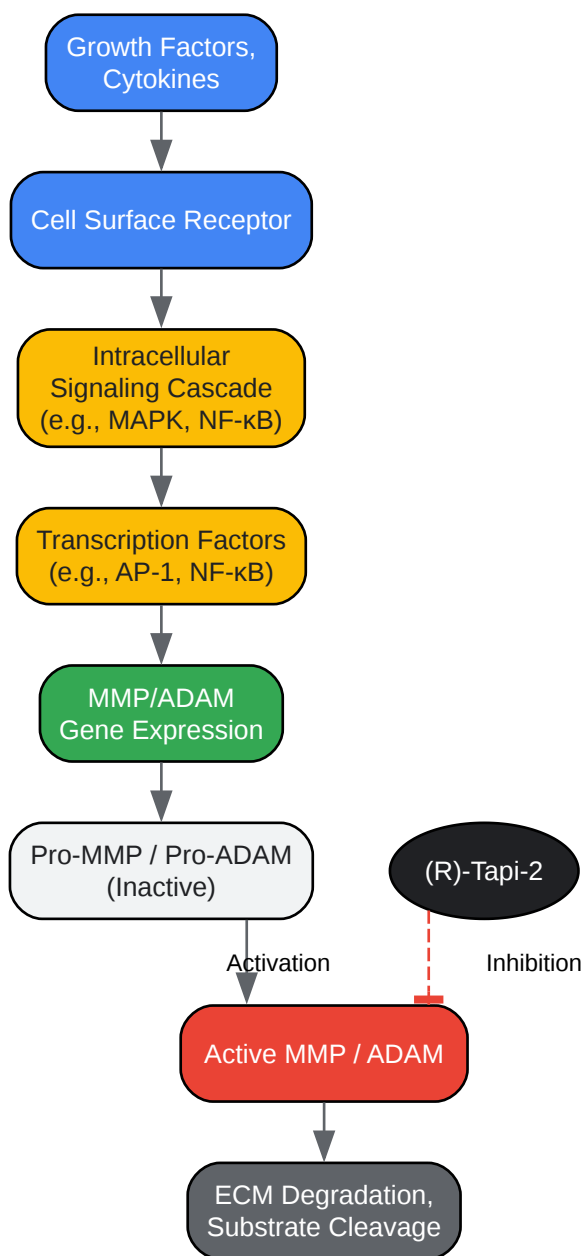 Growth Factors,
Cytokines
Cell Surface Receptor
Intracellular
Signaling Cascade
(e.g., MAPK, NF-κB)
Transcription Factors
(e.g., AP-1, NF-κB)
MMP/ADAM
Gene Expression
Pro-MMP / Pro-ADAM
(Inactive)
(R)-Tapi-2
Activation
Inhibition
Active MMP / ADAM
ECM Degradation,
Substrate Cleavage